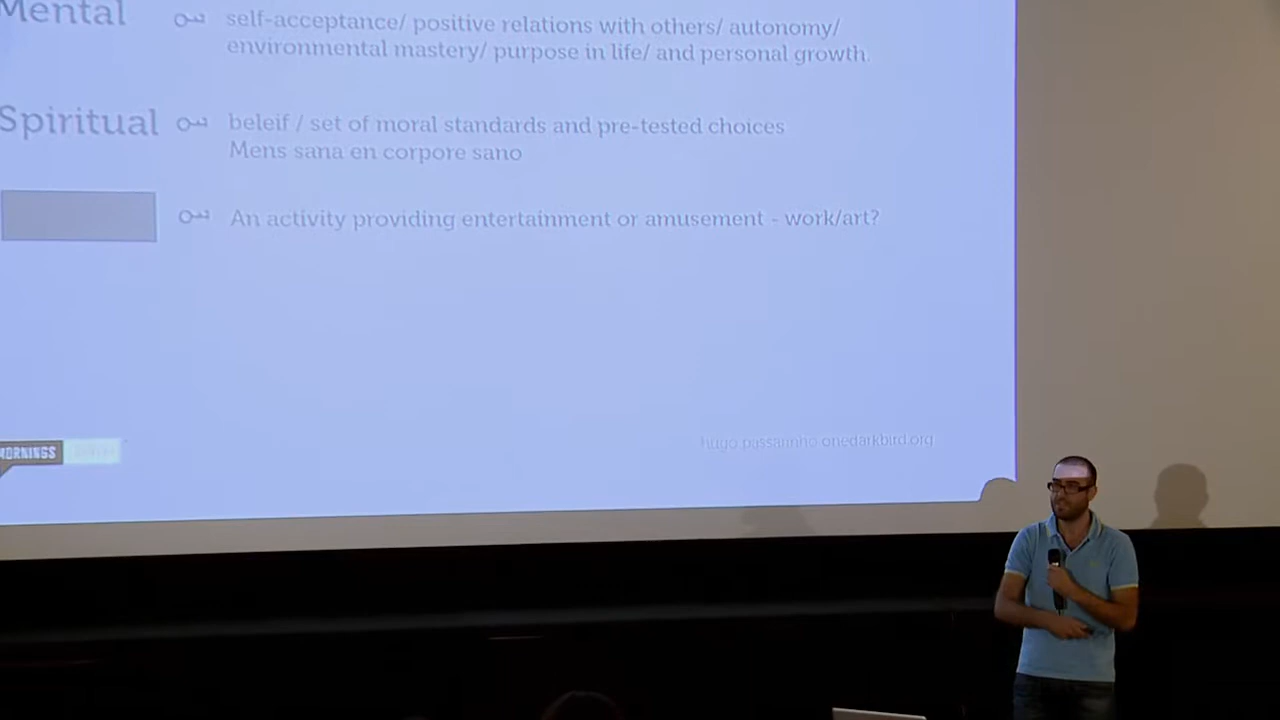 Mental
self-acceptance/ positive relations with others/ autonomy/
environmental mastery/ purpose in life/ and personal growth.
Spiritual
beleif / set of moral standards and pre-tested choices
Mens sana en corpore sano
An activity providing entertainment or amusement - work/art?
MORNINGS
hugo passarinho onedarkbird.org